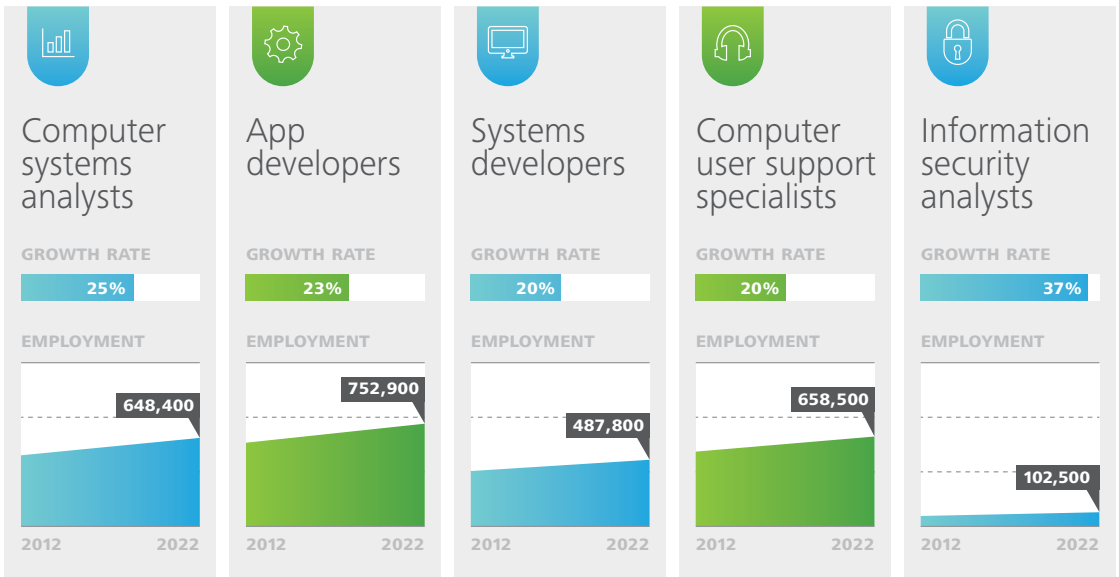 Computer
systems
analysts
GROWTH RATE
25%
EMPLOYMENT
648,400
2012 2022
App
developers
GROWTH RATE
23%
EMPLOYMENT
752,900
2012 2022
Systems
developers
GROWTH RATE
20%
EMPLOYMENT
487,800
2012 2022
Computer
user support
specialists
GROWTH RATE
20%
EMPLOYMENT
658,500
2012 2022
Information
security
analysts
GROWTH RATE
37%
EMPLOYMENT
102,500
2012 2022